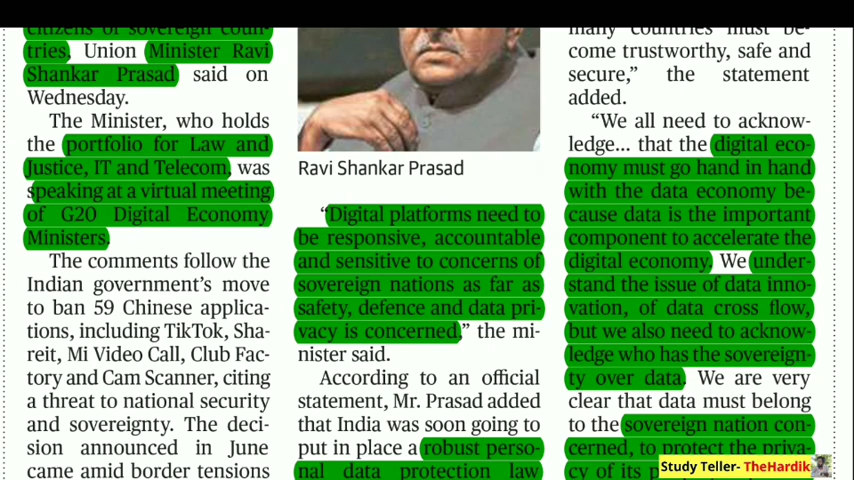 citizens of sovereign coun-
tries, Union Minister Ravi
Shankar Prasad said on
Wednesday.
The Minister, who holds
the portfolio for Law and
Justice, IT and Telecom, was
speaking at a virtual meeting
of G20 Digital Economy
Ministers.
The comments follow the
Indian government's move
to ban 59 Chinese applica-
tions, including TikTok, Sha-
reit, Mi Video Call, Club Fac-
tory and Cam Scanner, citing
a threat to national security
and sovereignty. The deci-
sion announced in June
came amid border tensions
Ravi Shankar Prasad
“Digital platforms need to
be responsive, accountable
and sensitive to concerns of
sovereign nations as far as
safety, defence and data pri-
vacy is concerned,” the mi-
nister said.
According to an official
statement, Mr. Prasad added
that India was soon going to
put in place a robust perso-
nal data protection law
many countries must be-
come trustworthy, safe and
secure,” the statement
added.
“We all need to acknow-
ledge... that the digital eco-
nomy must go hand in hand
with the data economy be-
cause data is the important
component to accelerate the
digital economy. We under-
stand the issue of data inno-
vation, of data cross flow,
but we also need to acknow-
ledge who has the sovereign-
ty over data. We are very
clear that data must belong
to the sovereign nation con-
cerned, to protect the priva-
cy of its
Study Teller- TheHardik